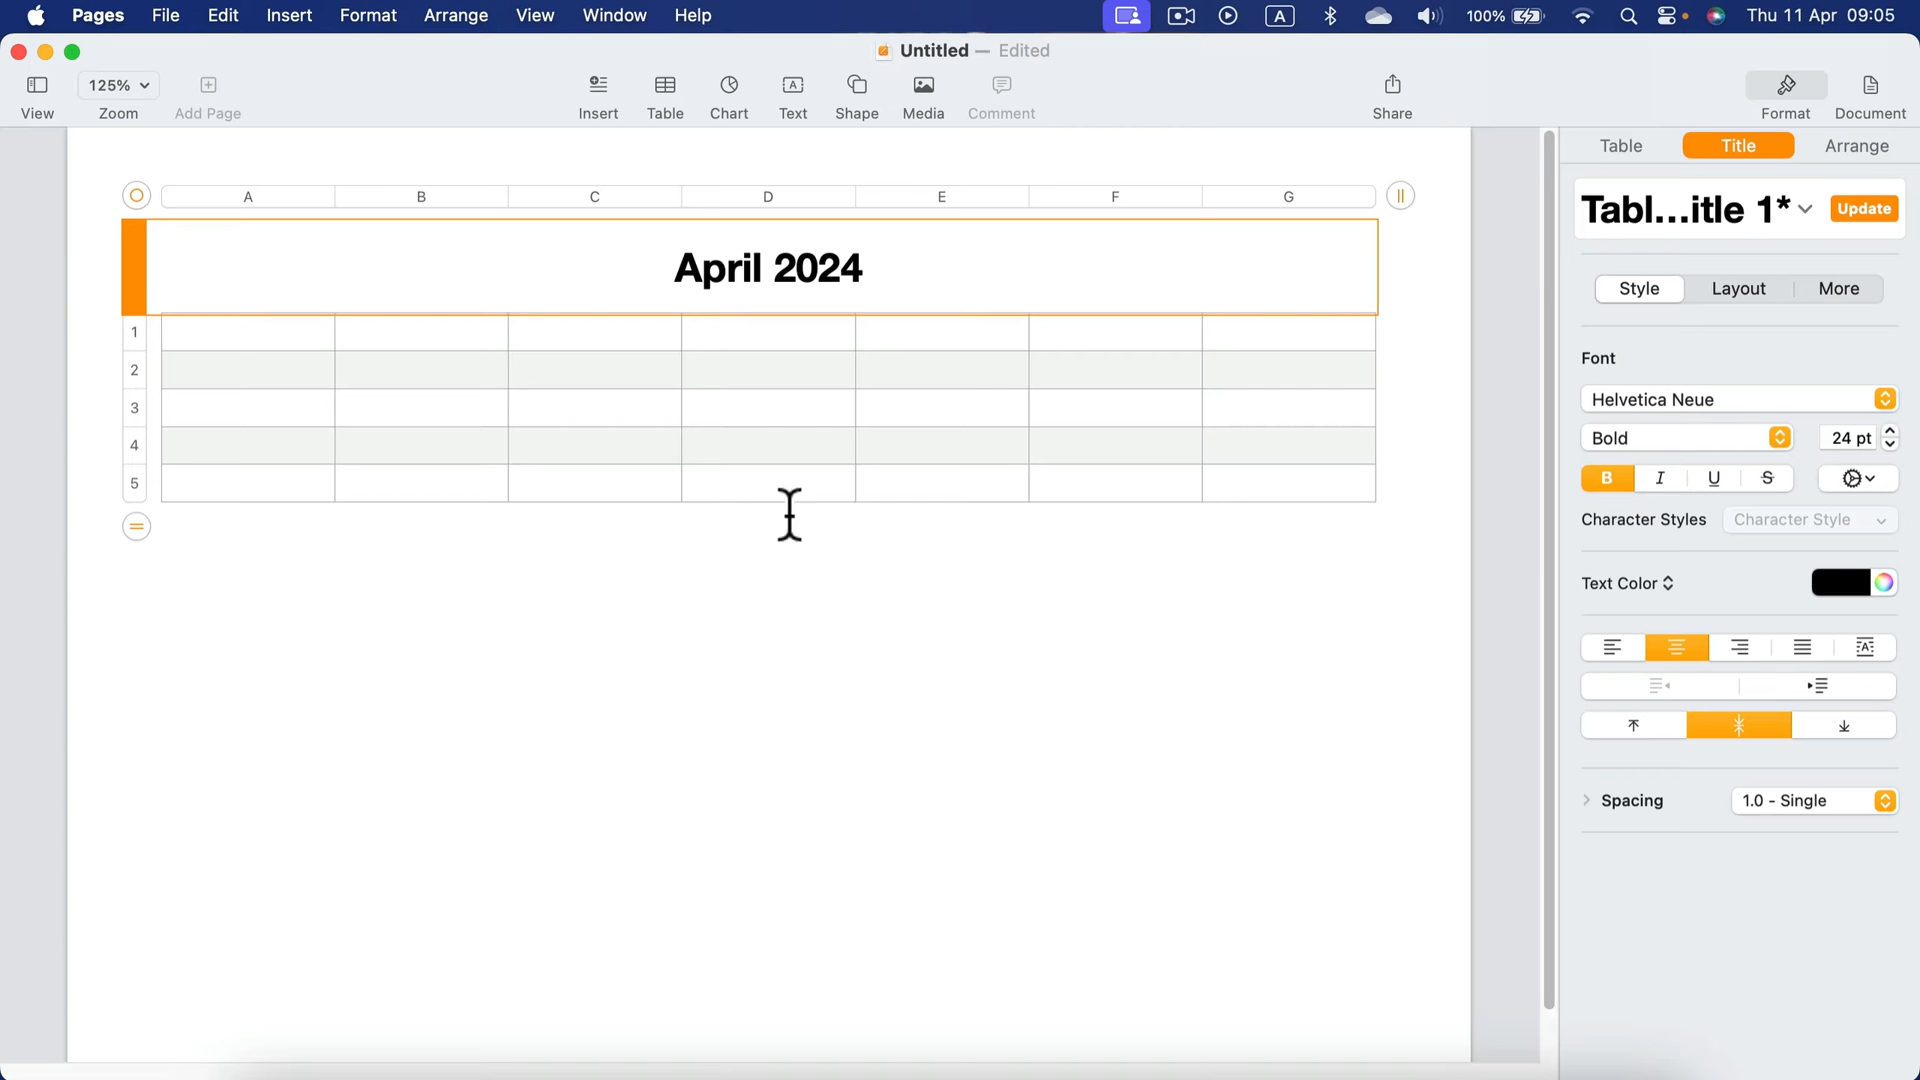 Pages File Edit Insert Format Arrange View Window Help A 100% Thu 11 Apr 09:05
Untitled — Edited
125%
View Zoom Add Page Insert Table Chart Text Shape Media Comment Share Format Document
Table Title Arrange
A B C D E F G
Tabl...itle 1* Update
April 2024
Style Layout More
1
2
3
4
5
Font
Helvetica Neue
Bold 24 pt
B I U S
Character Styles Character Style
Text Color
A
Spacing 1.0 - Single